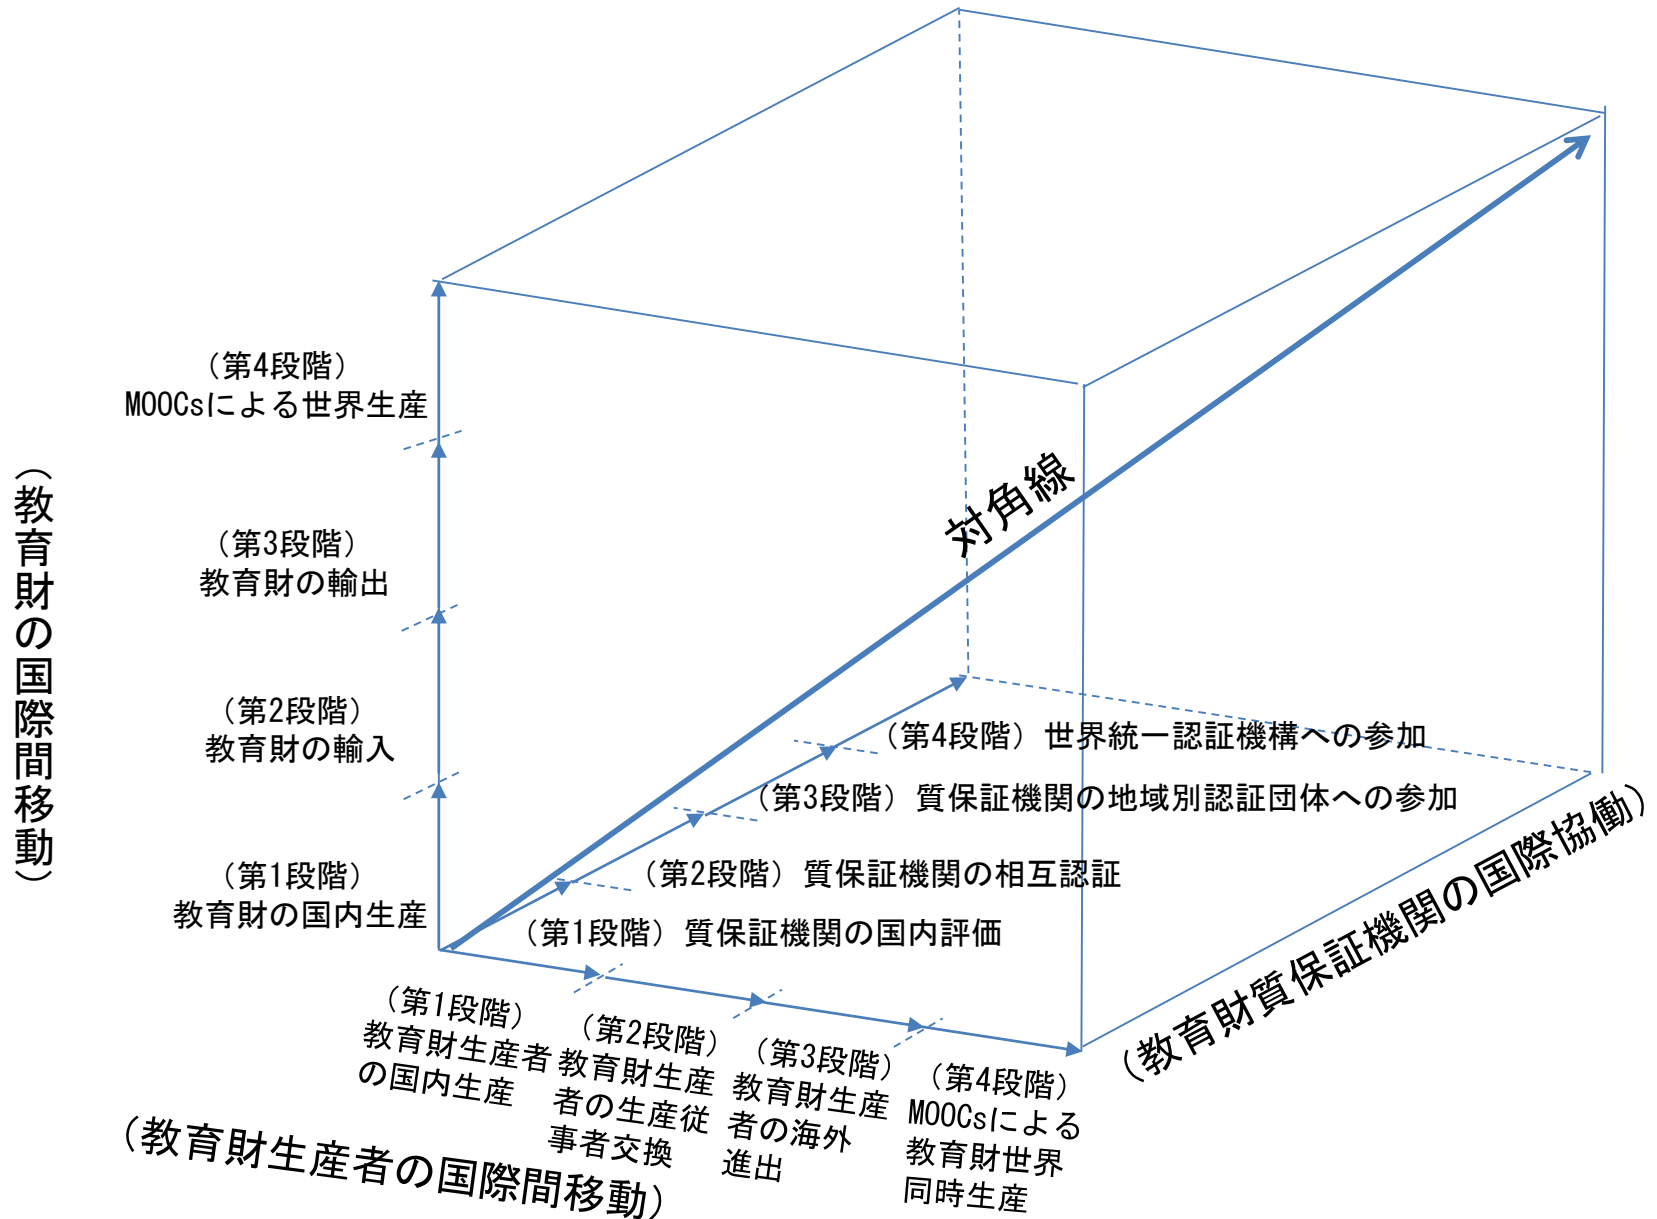 (第4段階)
MOOCsによる世界生産
(第3段階)
教育財の輸出
(第2段階)
教育財の輸入
(第1段階)
教育財の国内生産
(教育財の国際間移動)
対角線
(第4段階)世界統一認証機構への参加
(第3段階)質保証機関の地域別認証団体への参加
(第2段階)質保証機関の相互認証
(第1段階)質保証機関の国内評価
(教育財質保証機関の国際協働)
(第1段階)
教育財生産者
の国内生産
(第2段階)
教育財生産
者の生産従
事者交換
(第3段階)
教育財生産
者の海外
進出
(第4段階)
MOOCsによる
教育財世界
同時生産
(教育財生産者の国際間移動)